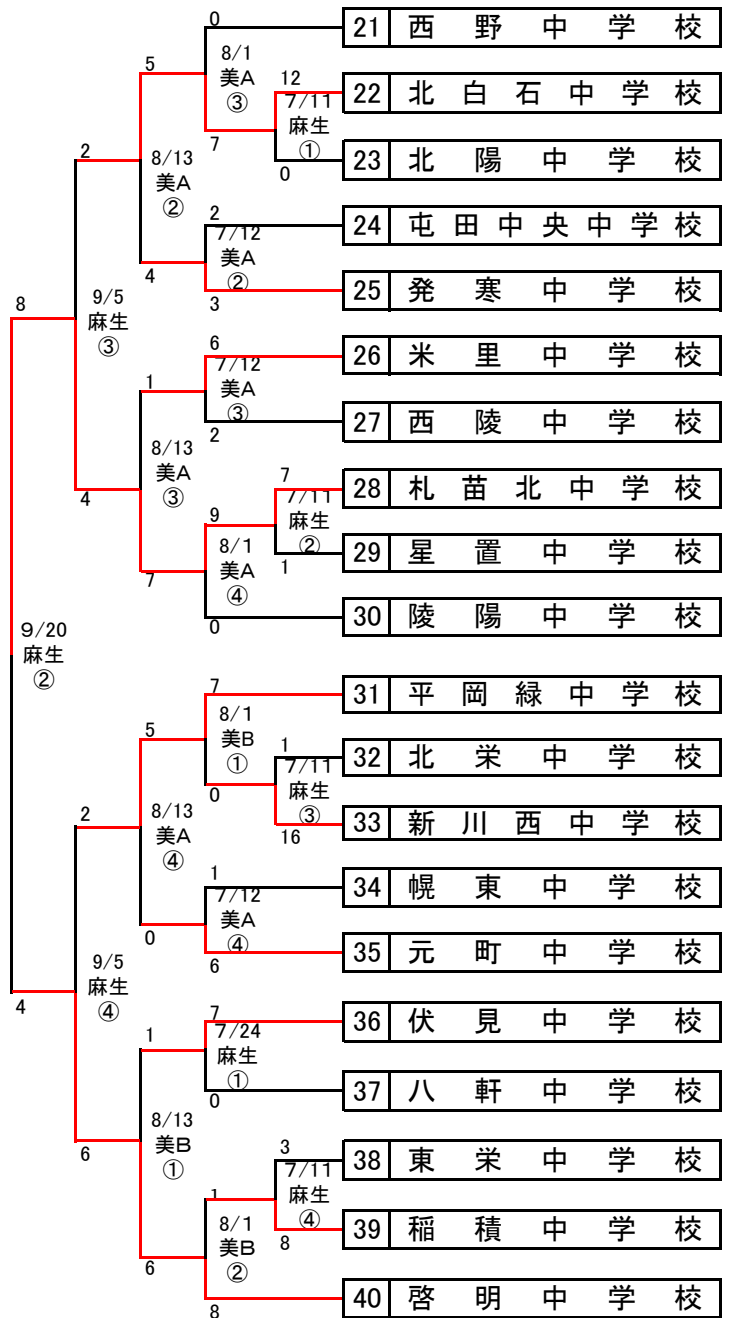 0
21 西野中学校
8/1
美A
③
5
12
22 北白石中学校
7/11
麻生
①
7
0
23 北陽中学校
2
8/13
美A
②
2
24 屯田中央中学校
7/12
美A
②
4
3
25 発寒中学校
8
9/5
麻生
③
6
26 米里中学校
7/12
美A
③
1
2
27 西陵中学校
8/13
美A
③
4
7
28 札苗北中学校
7/11
麻生
②
9
1
29 星置中学校
8/1
美A
④
7
0
30 陵陽中学校
9/20
麻生
②
7
31 平岡緑中学校
8/1
美B
①
5
1
32 北栄中学校
7/11
麻生
③
0
16
33 新川西中学校
2
8/13
美A
④
1
34 幌東中学校
7/12
美A
④
0
6
35 元町中学校
9/5
麻生
④
4
7
36 伏見中学校
7/24
麻生
①
1
0
37 八軒中学校
8/13
美B
①
6
3
38 東栄中学校
7/11
麻生
④
1
8
39 稲積中学校
8/1
美B
②
6
8
40 啓明中学校